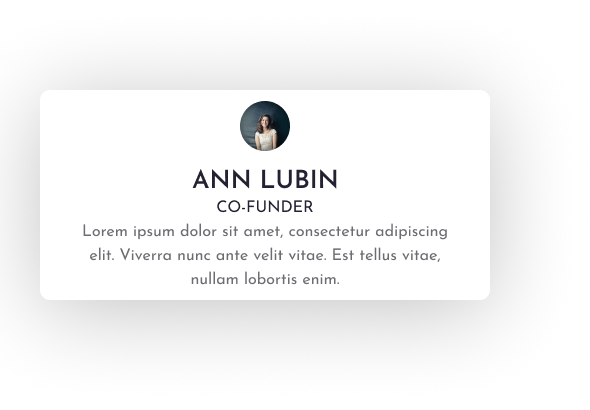 ANN LUBIN
CO-FUNDER
Lorem ipsum dolor sit amet, consectetur adipiscing
elit. Viverra nunc ante velit vitae. Est tellus vitae,
nullam lobortis enim.